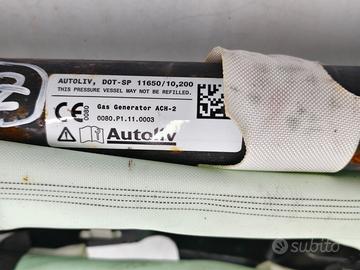 AUTOLIV, DOT-SP 11650/10,200
THIS PRESSURE VESSEL MAY NOT BE REFILLED.
CE 0080
Gas Generator ACH-2
0080.P1.11.0003
Autoliv
subito